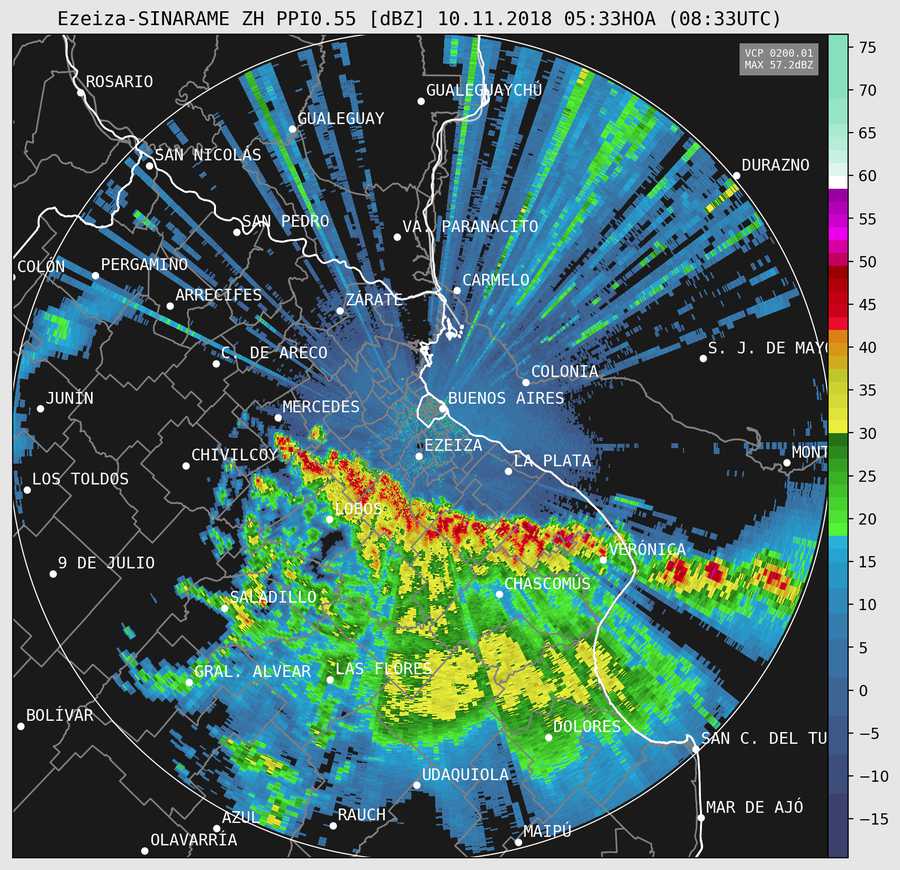 Ezeiza-SINARAME ZH PPI0.55 [dBZ] 10.11.2018 05:33HOA (08:33UTC)
VCP 0200.01
MAX 57.2dBZ
75
70
65
60
55
50
45
40
35
30
25
20
15
10
5
0
−5
−10
−15
ROSARIO
GUALEGUAYCHÚ
GUALEGUAY
SAN NICOLÁS
DURAZNO
SAN PEDRO
VA. PARANACITO
COLÓN
PERGAMINO
CARMELO
ARRECIFES
ZÁRATE
C. DE ARECO
S. J. DE MAYO
COLONIA
JUNÍN
MERCEDES
BUENOS AIRES
EZEIZA
CHIVILCOY
LA PLATA
MONT
LOS TOLDOS
LOBOS
VERÓNICA
9 DE JULIO
CHASCOMÚS
SALADILLO
GRAL. ALVEAR
LAS FLORES
BOLÍVAR
DOLORES
SAN C. DEL TU
UDAQUIOLA
MAR DE AJÓ
AZUL
RAUCH
MAIPÚ
OLAVARRÍA